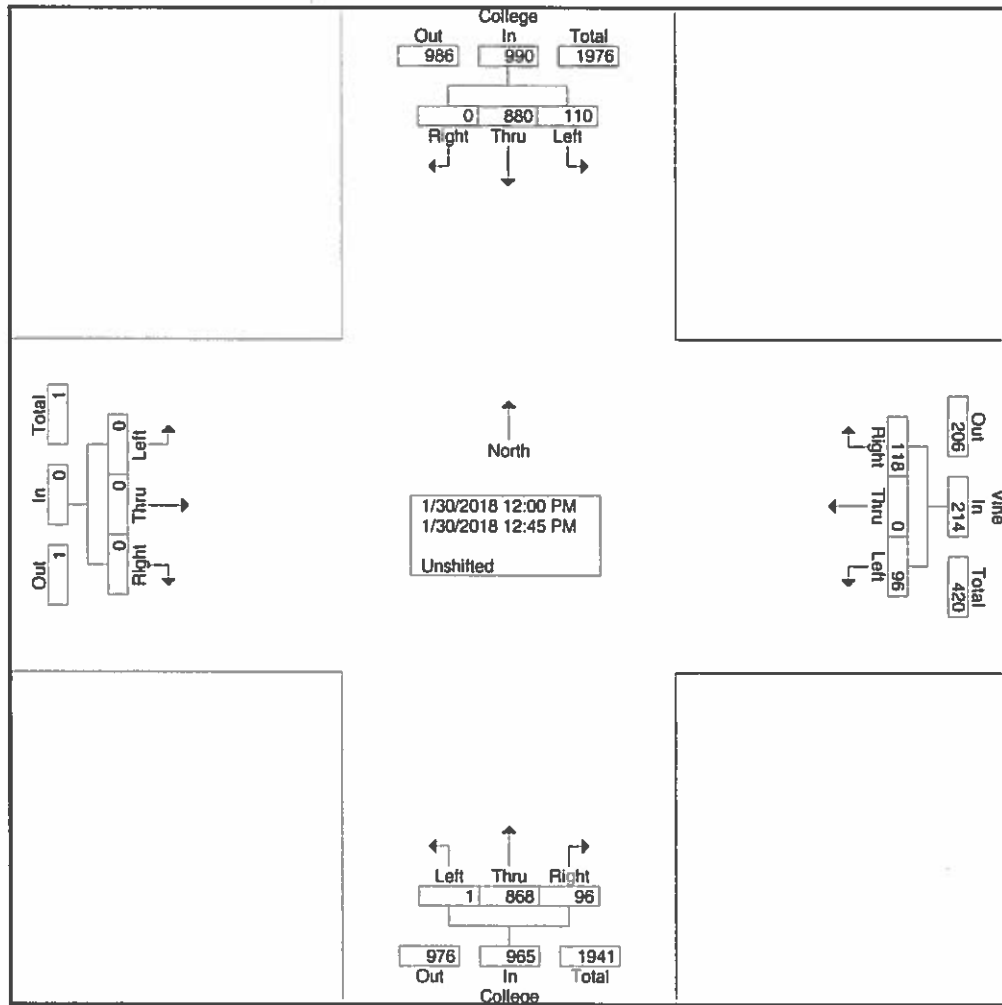 College
Out In Total
986 990 1976
0 880 110
Right Thru Left
Total In Out
1 0 1
0 0 0
Left Thru Right
North
1/30/2018 12:00 PM
1/30/2018 12:45 PM
Unshifted
Right Thru Left
118 0 96
Out In Total
206 214 420
Vine
Left Thru Right
1 868 96
976 965 1941
Out In Total
College